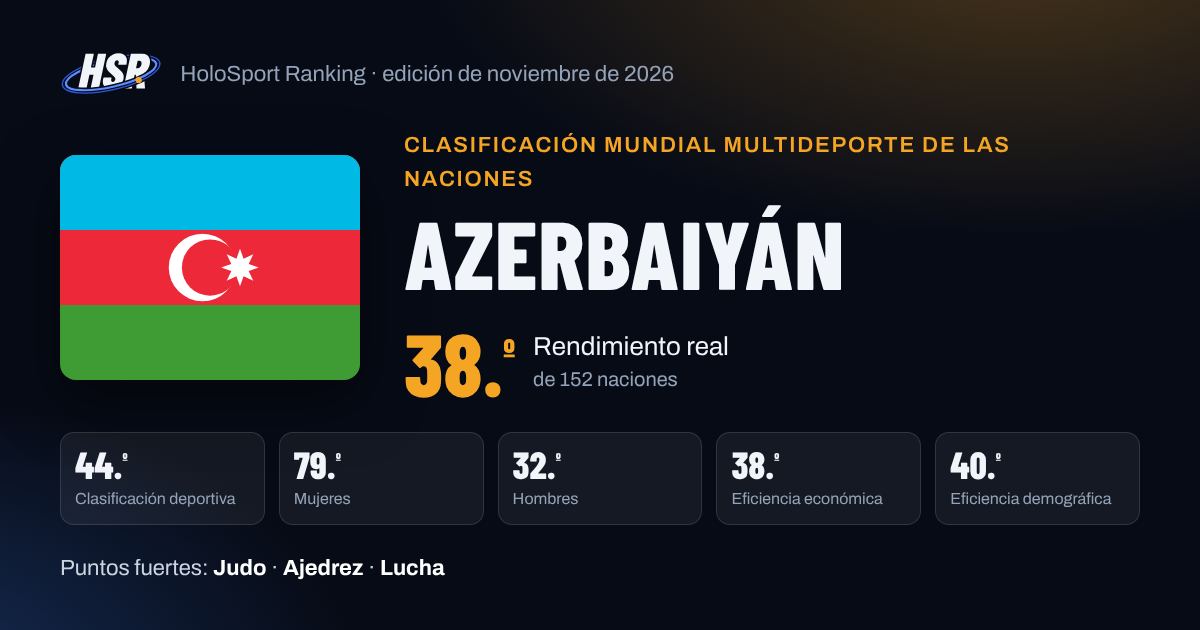 HSR
HoloSport Ranking · edición de noviembre de 2026
CLASIFICACIÓN MUNDIAL MULTIDEPORTE DE LAS
NACIONES
AZERBAIYÁN
38.º
Rendimiento real
de 152 naciones
44.º
Clasificación deportiva
79.º
Mujeres
32.º
Hombres
38.º
Eficiencia económica
40.º
Eficiencia demográfica
Puntos fuertes: Judo · Ajedrez · Lucha